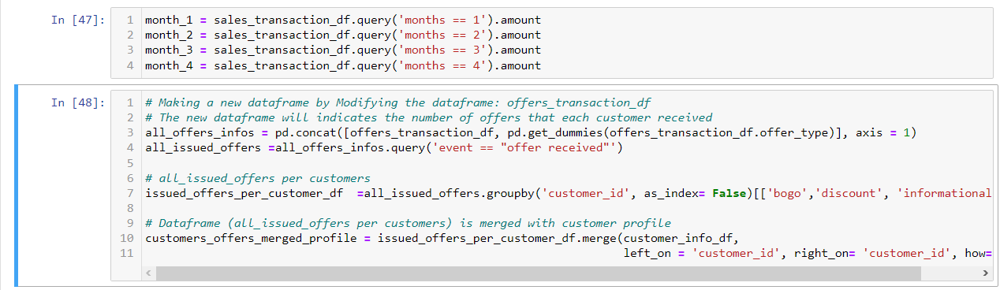 In [47]:
1 month_1 = sales_transaction_df.query('months == 1').amount
2 month_2 = sales_transaction_df.query('months == 2').amount
3 month_3 = sales_transaction_df.query('months == 3').amount
4 month_4 = sales_transaction_df.query('months == 4').amount
In [48]:
1 # Making a new dataframe by Modifying the dataframe: offers_transaction_df
2 # The new dataframe will indicates the number of offers that each customer received
3 all_offers_infos = pd.concat([offers_transaction_df, pd.get_dummies(offers_transaction_df.offer_type)], axis = 1)
4 all_issued_offers =all_offers_infos.query('event == "offer received"')
5
6 # all_issued_offers per customers
7 issued_offers_per_customer_df  =all_issued_offers.groupby('customer_id', as_index= False)[['bogo','discount', 'informational
8
9 # Dataframe (all_issued_offers per customers) is merged with customer profile
10 customers_offers_merged_profile = issued_offers_per_customer_df.merge(customer_info_df,
11 left_on = 'customer_id', right_on= 'customer_id', how=